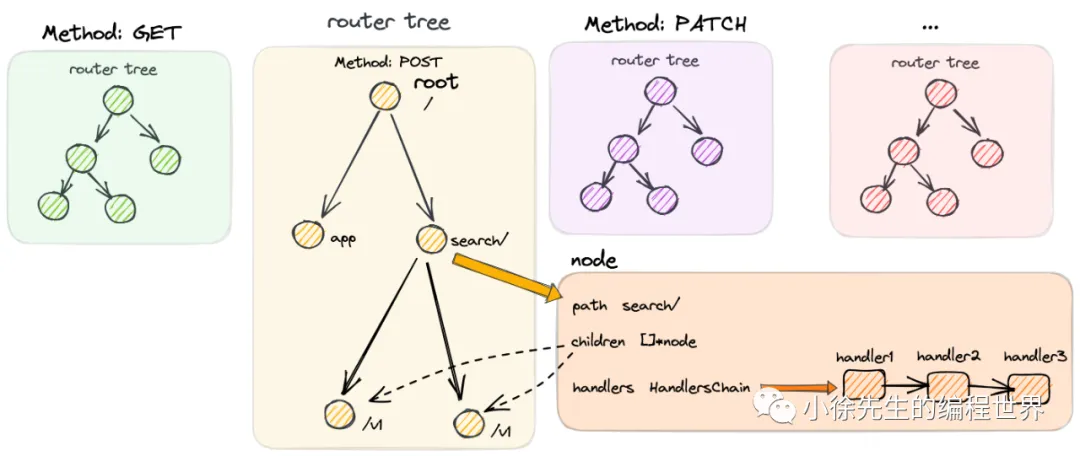 Method: GET
router tree
router tree
Method: POST
root
/
app
search/
/v1
/v1
Method: PATCH
router tree
...
router tree
node
path search/
children []*node
handlers HandlersChain
handler1 handler2 handler3
小徐先生的编程世界